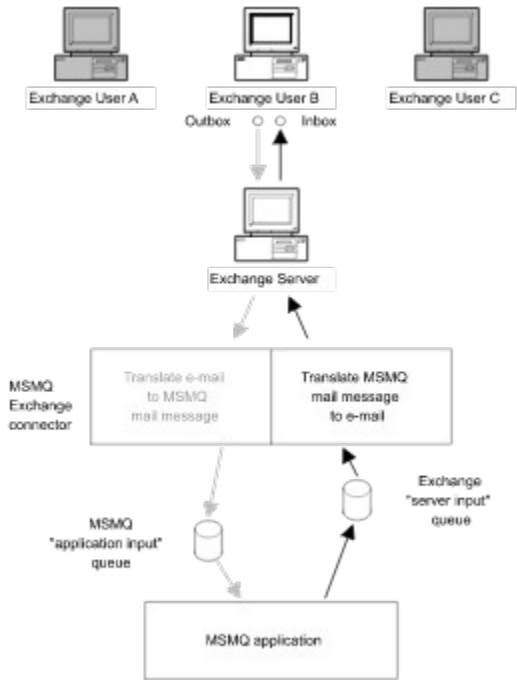 Exchange User A
Exchange User B
Exchange User C
Outbox
Inbox
Exchange Server
MSMQ
Exchange
connector
Translate e-mail
to MSMQ
mail message
Translate MSMQ
mail message
to e-mail
Exchange
"server input"
queue
MSMQ
"application input"
queue
MSMQ application